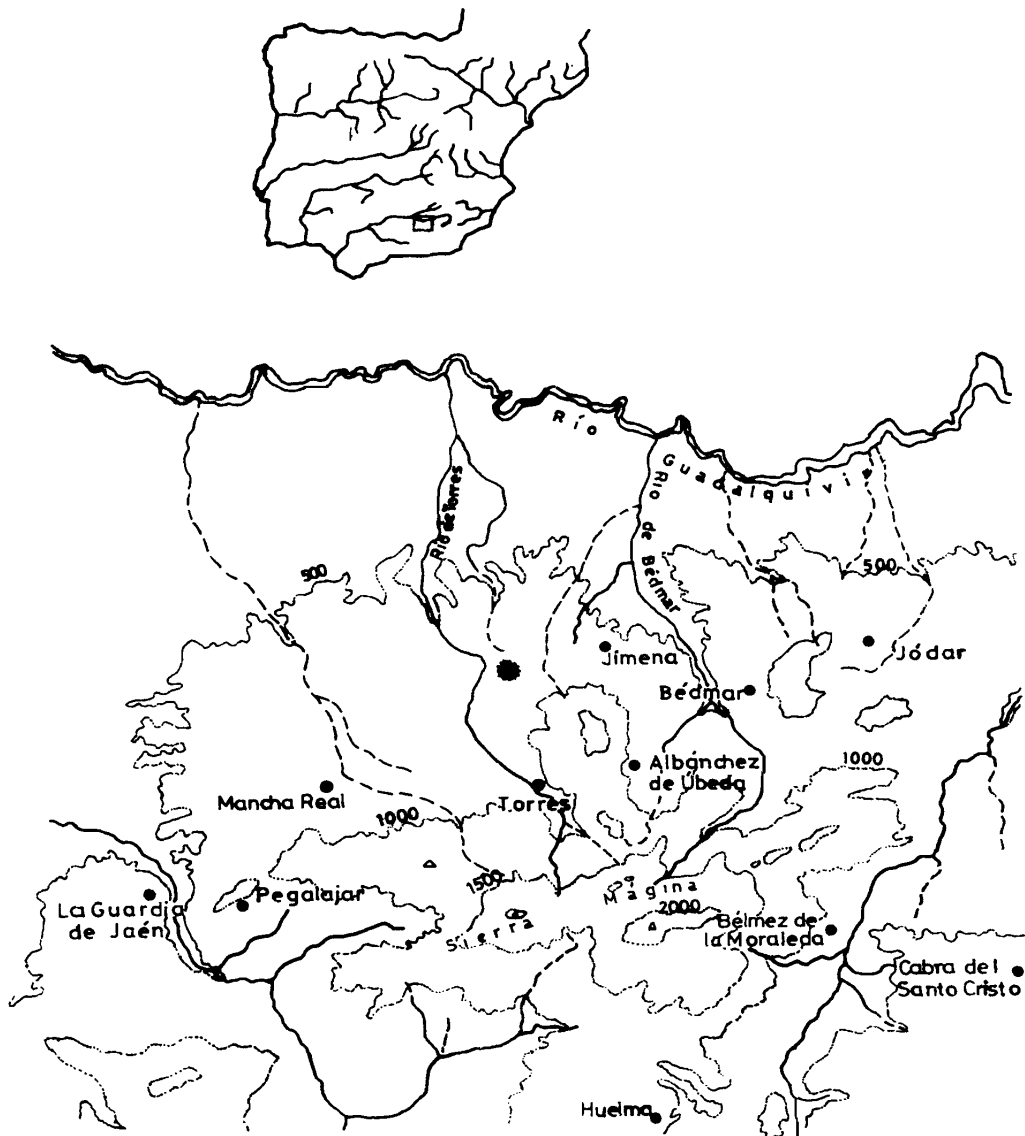 Río
Guadalquivir
Río de Torres
Río de Bédmar
500
500
Jimena
Jódar
Bédmar
Albánchez
de Úbeda
1000
Mancha Real
Torres
1000
1500
Mágina
2000
Sierra
La Guardia
de Jaén
Pegalajar
Bélmez de
la Moraleda
Cabra del
Santo Cristo
Huelma